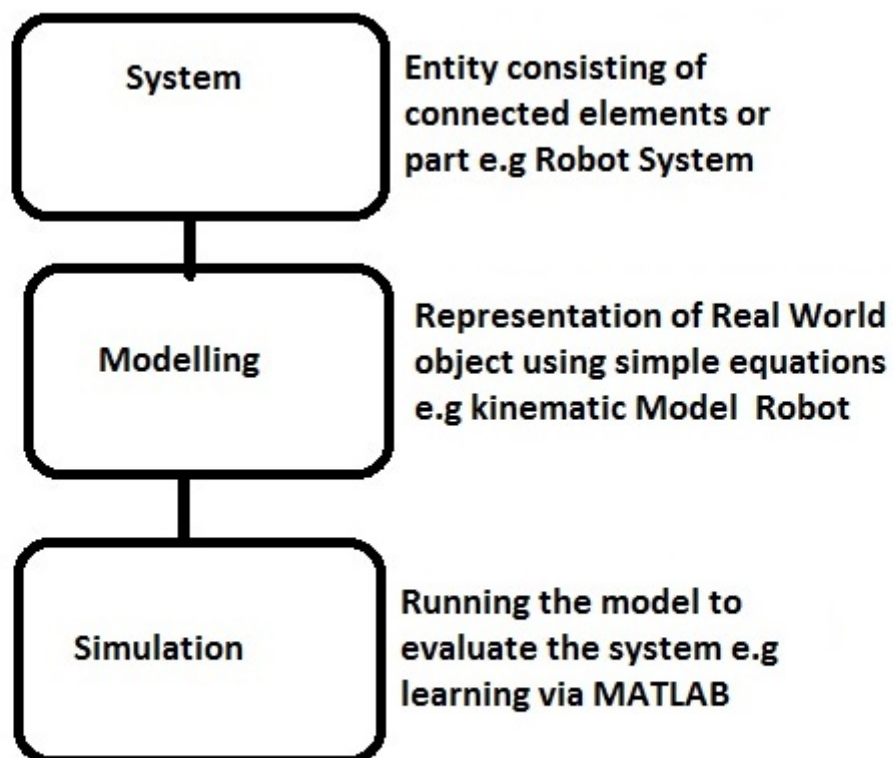 System
Entity consisting of
connected elements or
part e.g Robot System
Modelling
Representation of Real World
object using simple equations
e.g kinematic Model Robot
Simulation
Running the model to
evaluate the system e.g
learning via MATLAB